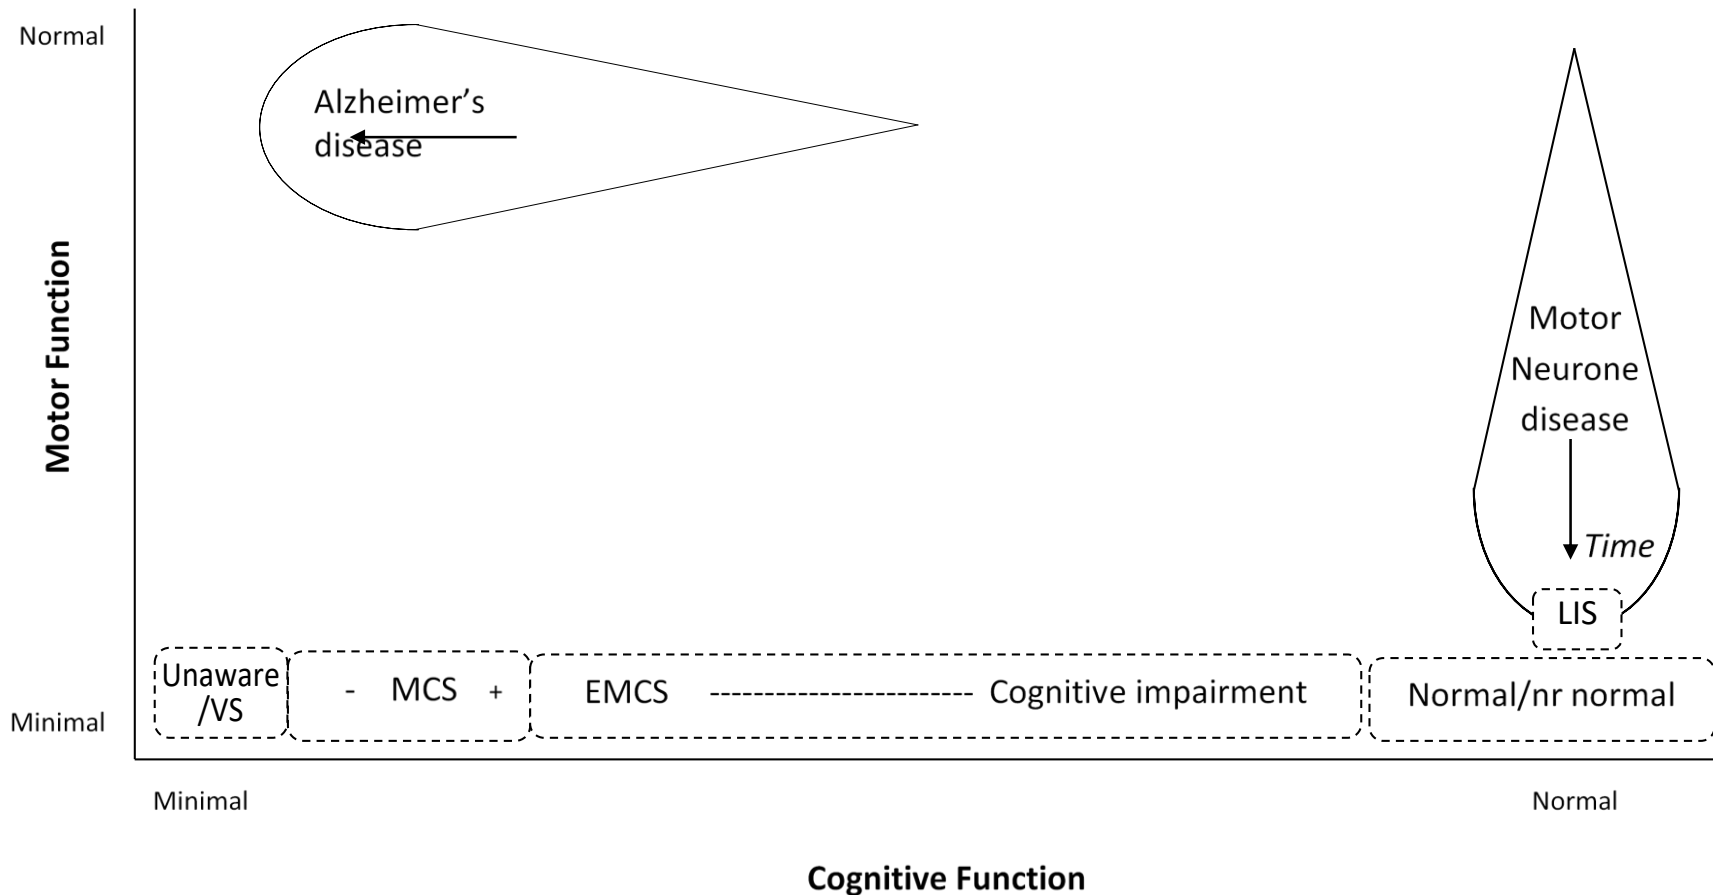 Normal
Alzheimer’s
disease
Motor Function
Motor
Neurone
disease
Time
LIS
Unaware
/VS
- MCS +
EMCS ------------------------ Cognitive impairment
Normal/nr normal
Minimal
Minimal
Normal
Cognitive Function